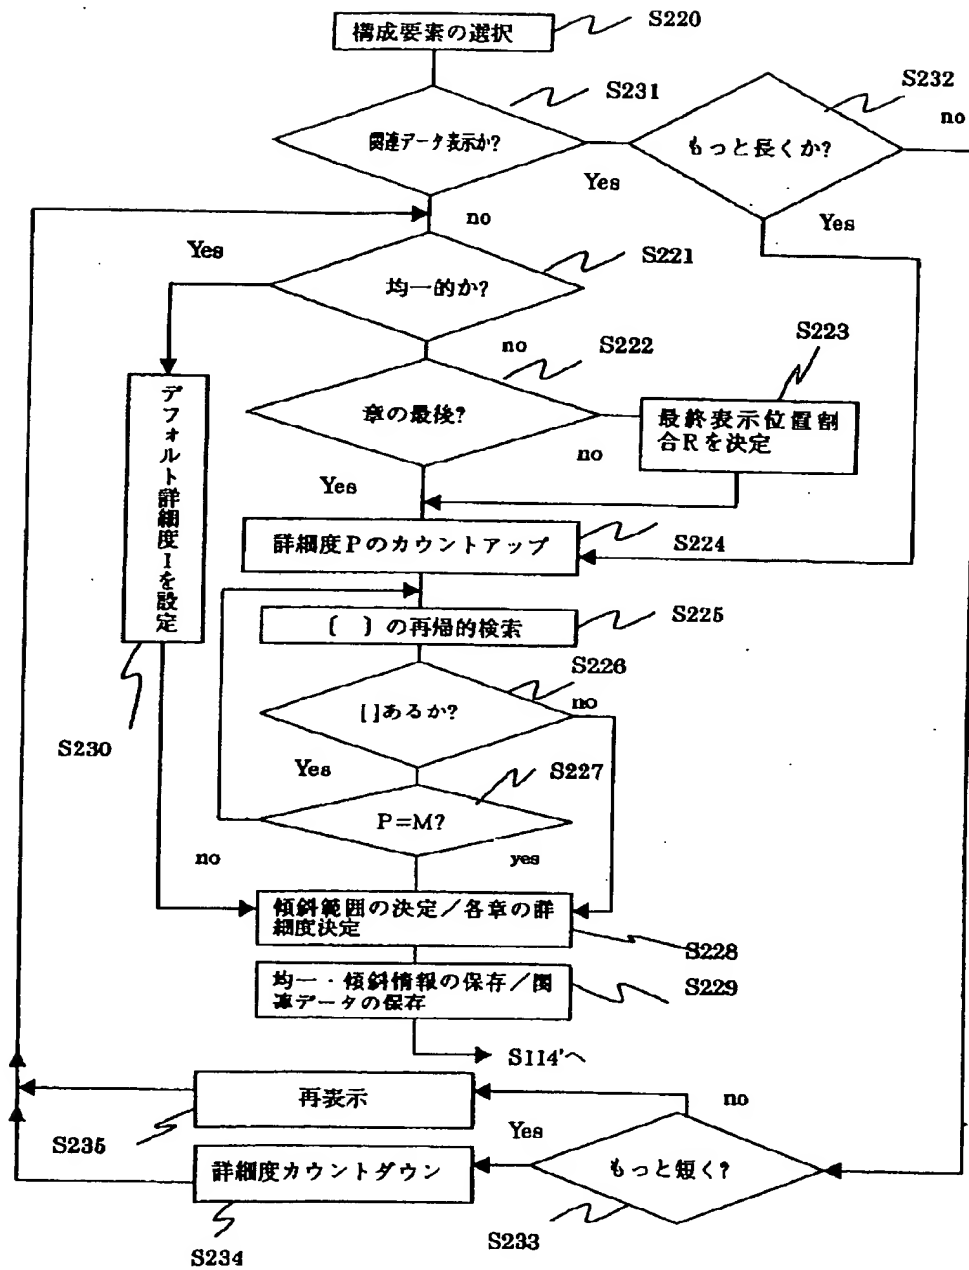 構成要素の選択
S220
関連データ表示か?
S231
もっと長くか?
S232
no
Yes
Yes
no
Yes
均一的か?
S221
no
章の最後?
S222
no
Yes
最終表示位置割
合Rを決定
S223
デフォルト詳細度Iを設定
S230
詳細度Pのカウントアップ
S224
〔 〕の再帰的検索
S225
[ ]あるか?
S226
no
Yes
P=M?
S227
no
yes
傾斜範囲の決定/各章の詳
細度決定
S228
均一・傾斜情報の保存/関
連データの保存
S229
S114'へ
再表示
S235
no
Yes
もっと短く?
S233
詳細度カウントダウン
S234